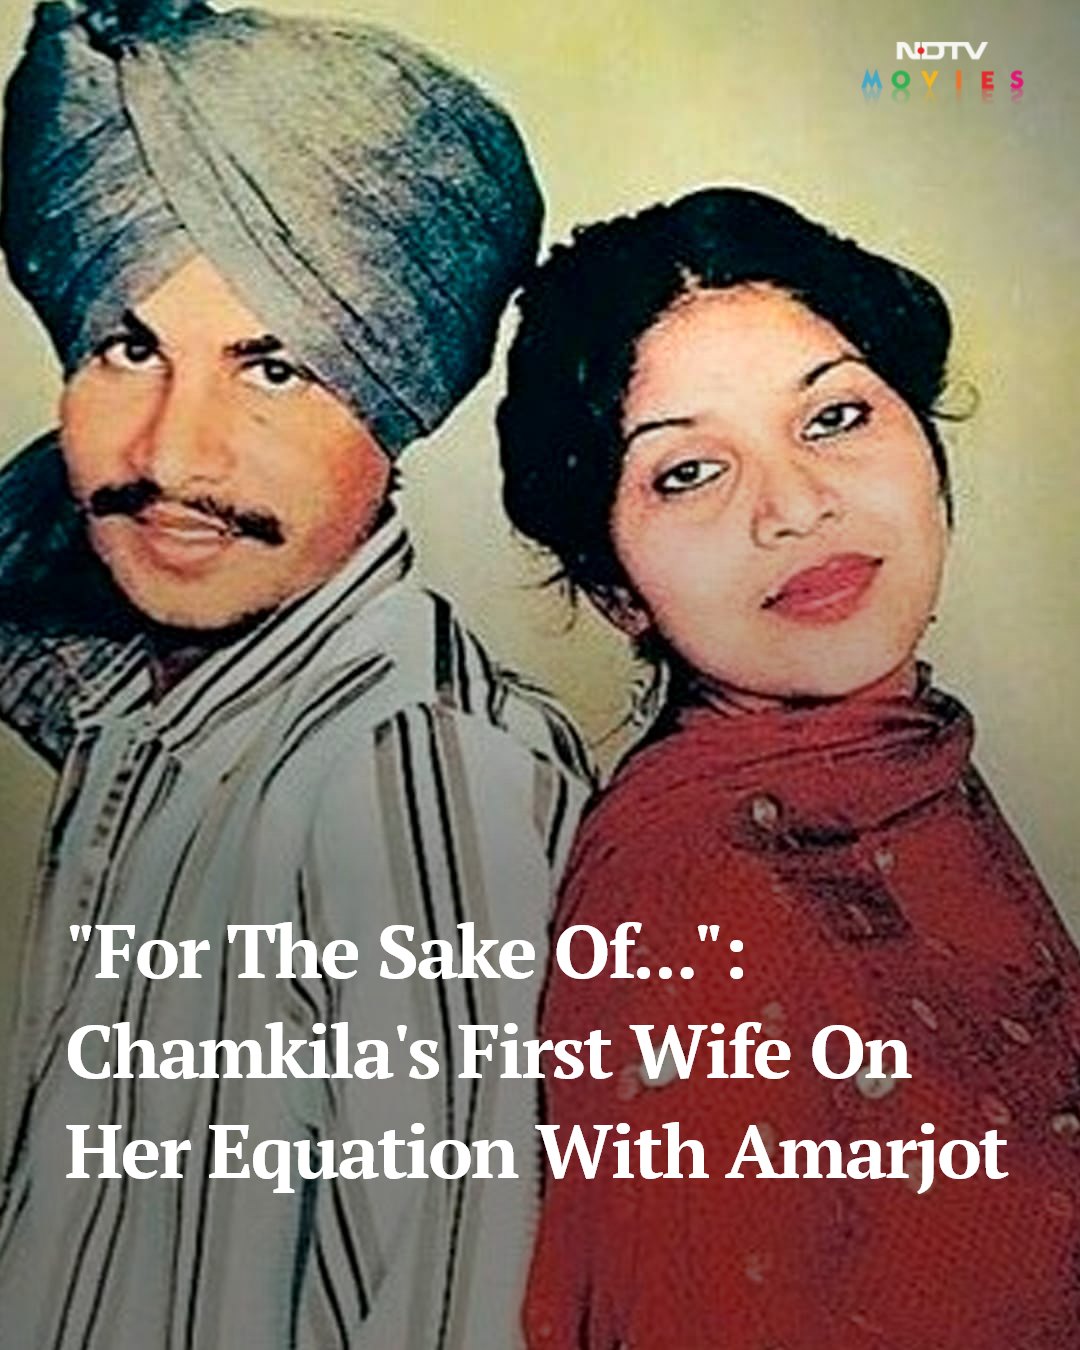 NDTV
MOVIES
"For The Sake Of...":
Chamkila's First Wife On
Her Equation With Amarjot